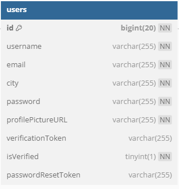 users
id bigint(20) NN
username varchar(255) NN
email varchar(255) NN
city varchar(255) NN
password varchar(255) NN
profilePictureURL varchar(255) NN
verificationToken varchar(255)
isVerified tinyint(1) NN
passwordResetToken varchar(255)